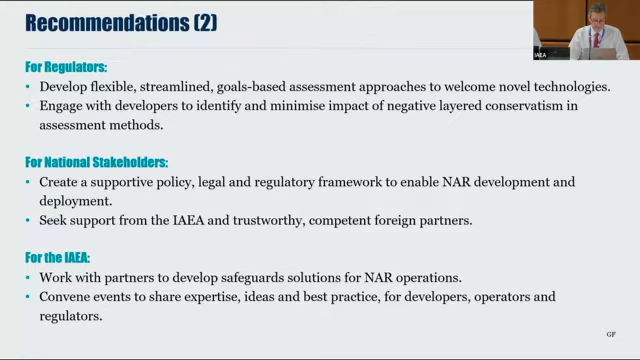 Recommendations (2)
IAEA
For Regulators:
• Develop flexible, streamlined, goals-based assessment approaches to welcome novel technologies.
• Engage with developers to identify and minimise impact of negative layered conservatism in
assessment methods.
For National Stakeholders:
• Create a supportive policy, legal and regulatory framework to enable NAR development and
deployment.
• Seek support from the IAEA and trustworthy, competent foreign partners.
For the IAEA:
• Work with partners to develop safeguards solutions for NAR operations.
• Convene events to share expertise, ideas and best practice, for developers, operators and
regulators.
GF